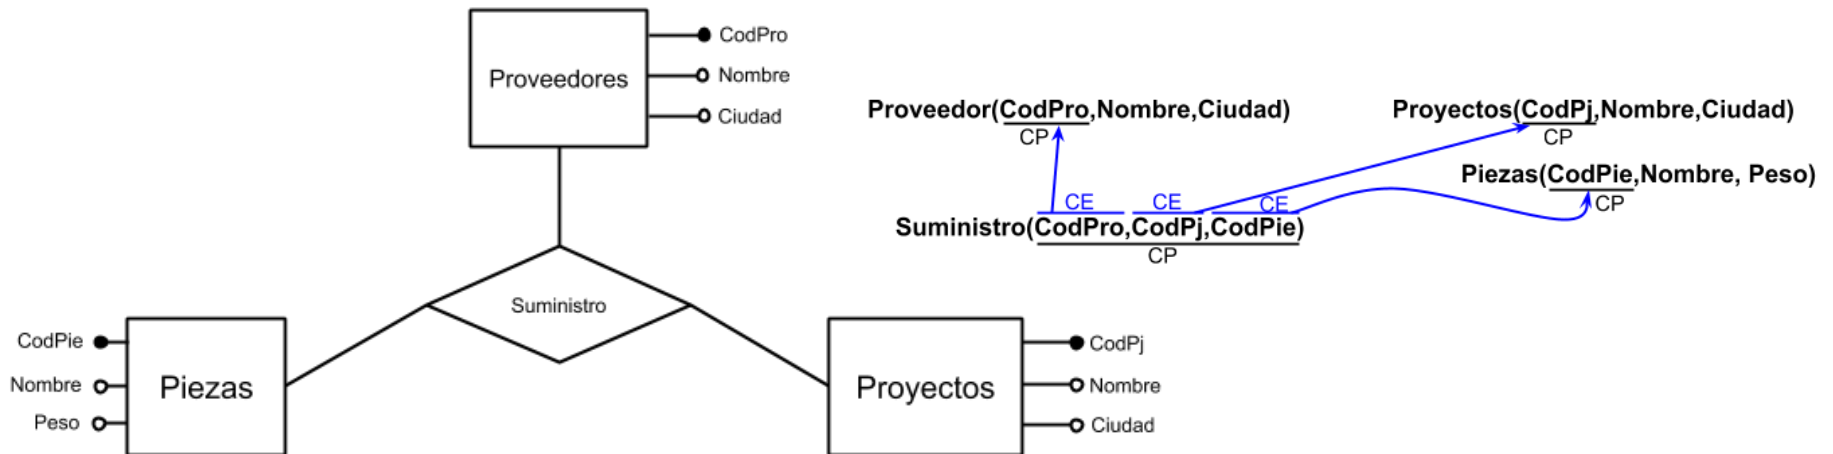 Proveedores
CodPro
Nombre
Ciudad
Suministro
CodPie
Nombre
Peso
Piezas
Proyectos
CodPj
Nombre
Ciudad
Proveedor(CodPro,Nombre,Ciudad)
CP
Proyectos(CodPj,Nombre,Ciudad)
CP
Piezas(CodPie,Nombre, Peso)
CP
CE CE CE
Suministro(CodPro,CodPj,CodPie)
CP